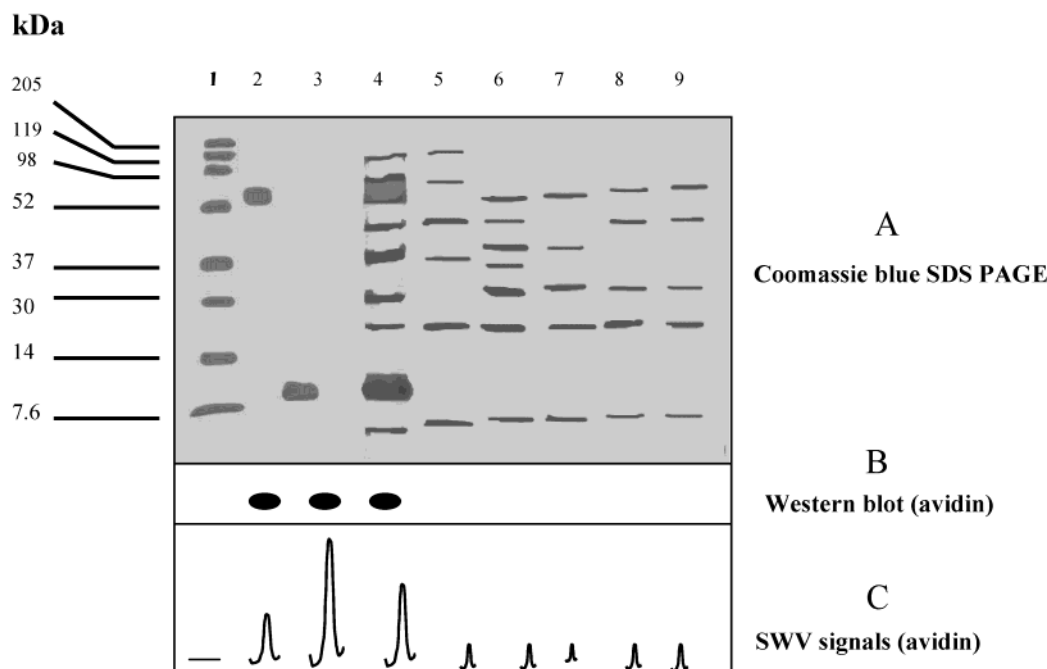 kDa
1 2 3 4 5 6 7 8 9
205
119
98
52
37
30
14
7.6
A
Coomassie blue SDS PAGE
B
Western blot (avidin)
C
SWV signals (avidin)